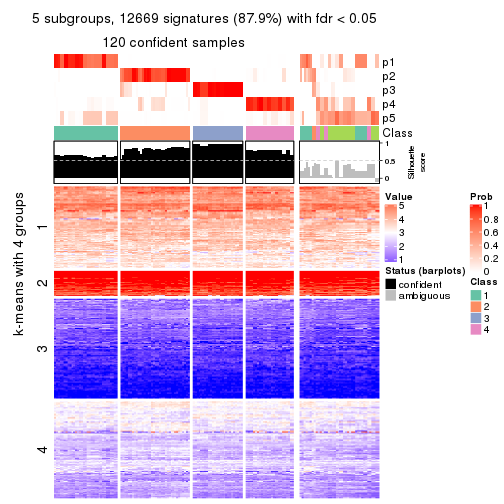 5 subgroups, 12669 signatures (87.9%) with fdr < 0.05
120 confident samples
p1
p2
p3
p4
p5
Class
1
0.5
0
Silhouette
score
k-means with 4 groups
1
2
3
4
Value
5
4
3
2
1
Status (barplots)
confident
ambiguous
Prob
1
0.8
0.6
0.4
0.2
0
Class
1
2
3
4